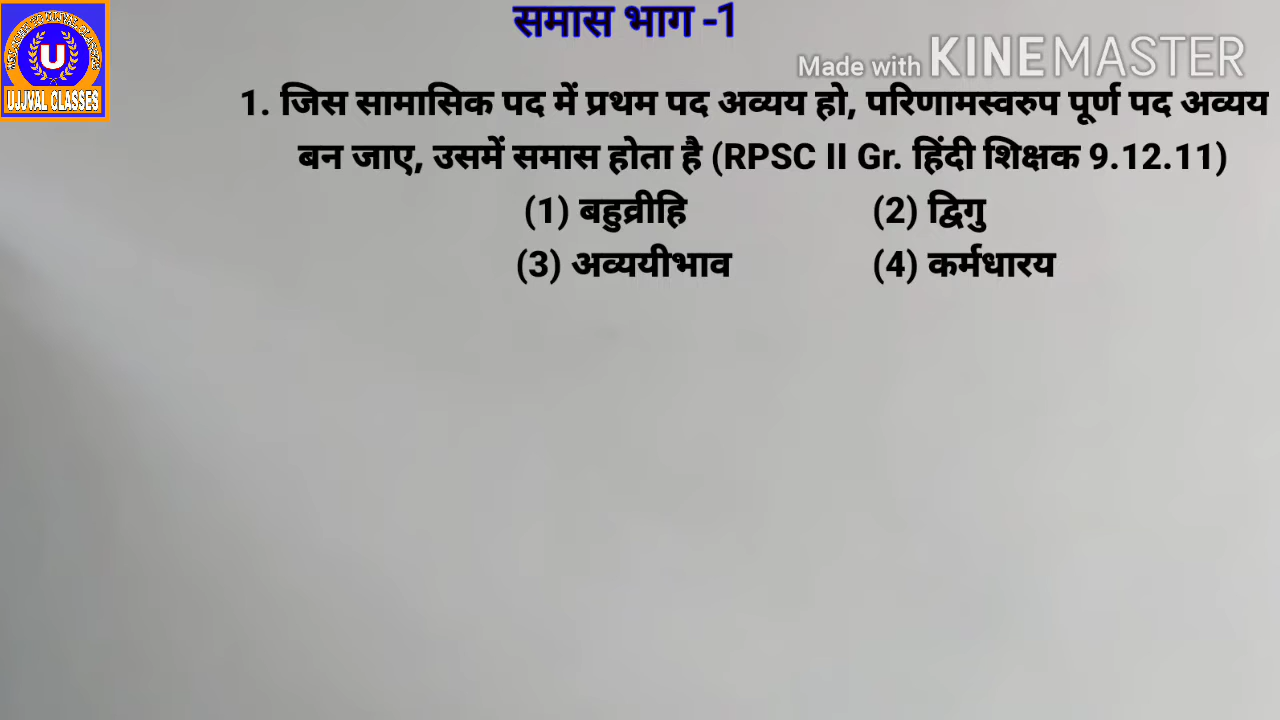 समास भाग -1
Made with KINEMASTER
1. जिस सामासिक पद में प्रथम पद अव्यय हो, परिणामस्वरुप पूर्ण पद अव्यय
बन जाए, उसमें समास होता है (RPSC II Gr. हिंदी शिक्षक 9.12.11)
(1) बहुव्रीहि (2) द्विगु
(3) अव्ययीभाव (4) कर्मधारय
U
UJJVAL CLASSES